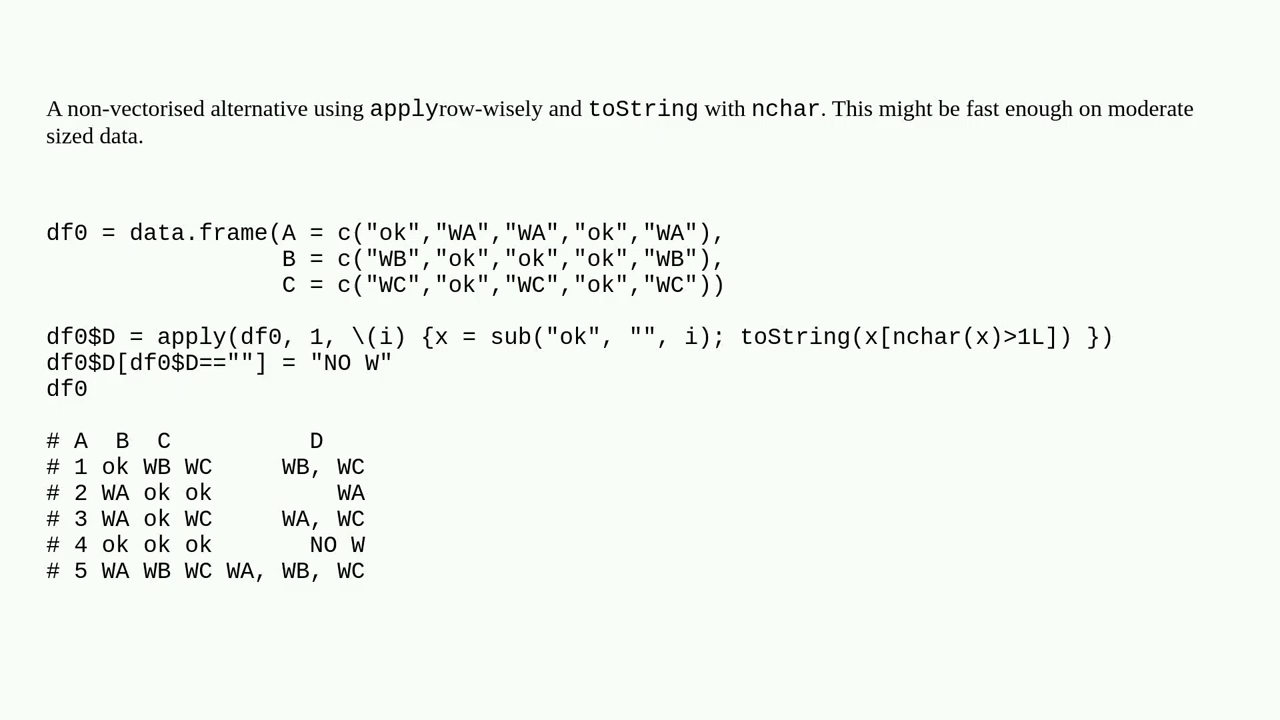 A non-vectorised alternative using applyrow-wisely and toString with nchar. This might be fast enough on moderate
sized data.
df0 = data.frame(A = c("ok","WA","WA","ok","WA"),
                 B = c("WB","ok","ok","ok","WB"),
                 C = c("WC","ok","WC","ok","WC"))
df0$D = apply(df0, 1, \(i) {x = sub("ok", "", i); toString(x[nchar(x)>1L]) })
df0$D[df0$D==""] = "NO W"
df0
# A  B  C          D
# 1 ok WB WC     WB, WC
# 2 WA ok ok         WA
# 3 WA ok WC     WA, WC
# 4 ok ok ok       NO W
# 5 WA WB WC WA, WB, WC